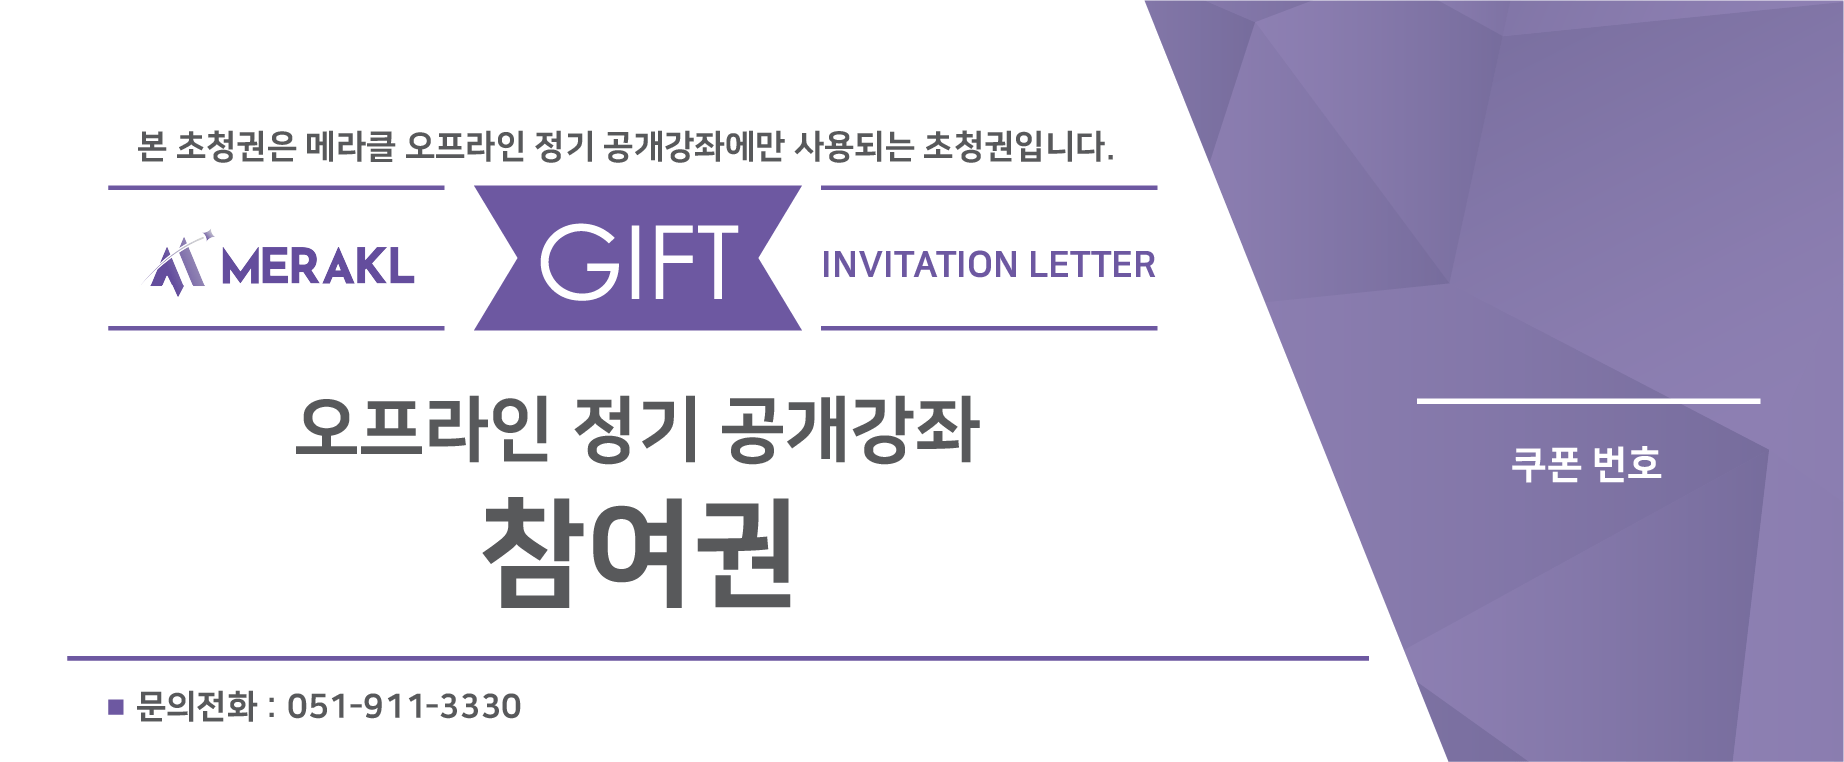 본 초청권은 메라클 오프라인 정기 공개강좌에만 사용되는 초청권입니다.
MERAKL GIFT INVITATION LETTER
오프라인 정기 공개강좌
참여권
쿠폰 번호
■ 문의전화 : 051-911-3330